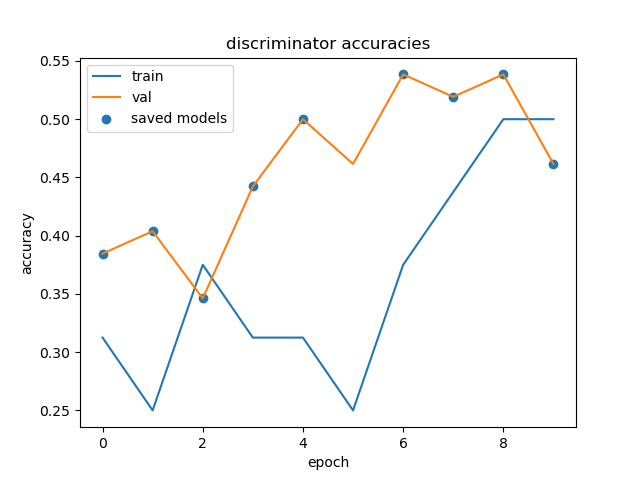 discriminator accuracies
train
val
saved models
0.55
0.50
0.45
0.40
0.35
0.30
0.25
accuracy
0 2 4 6 8
epoch